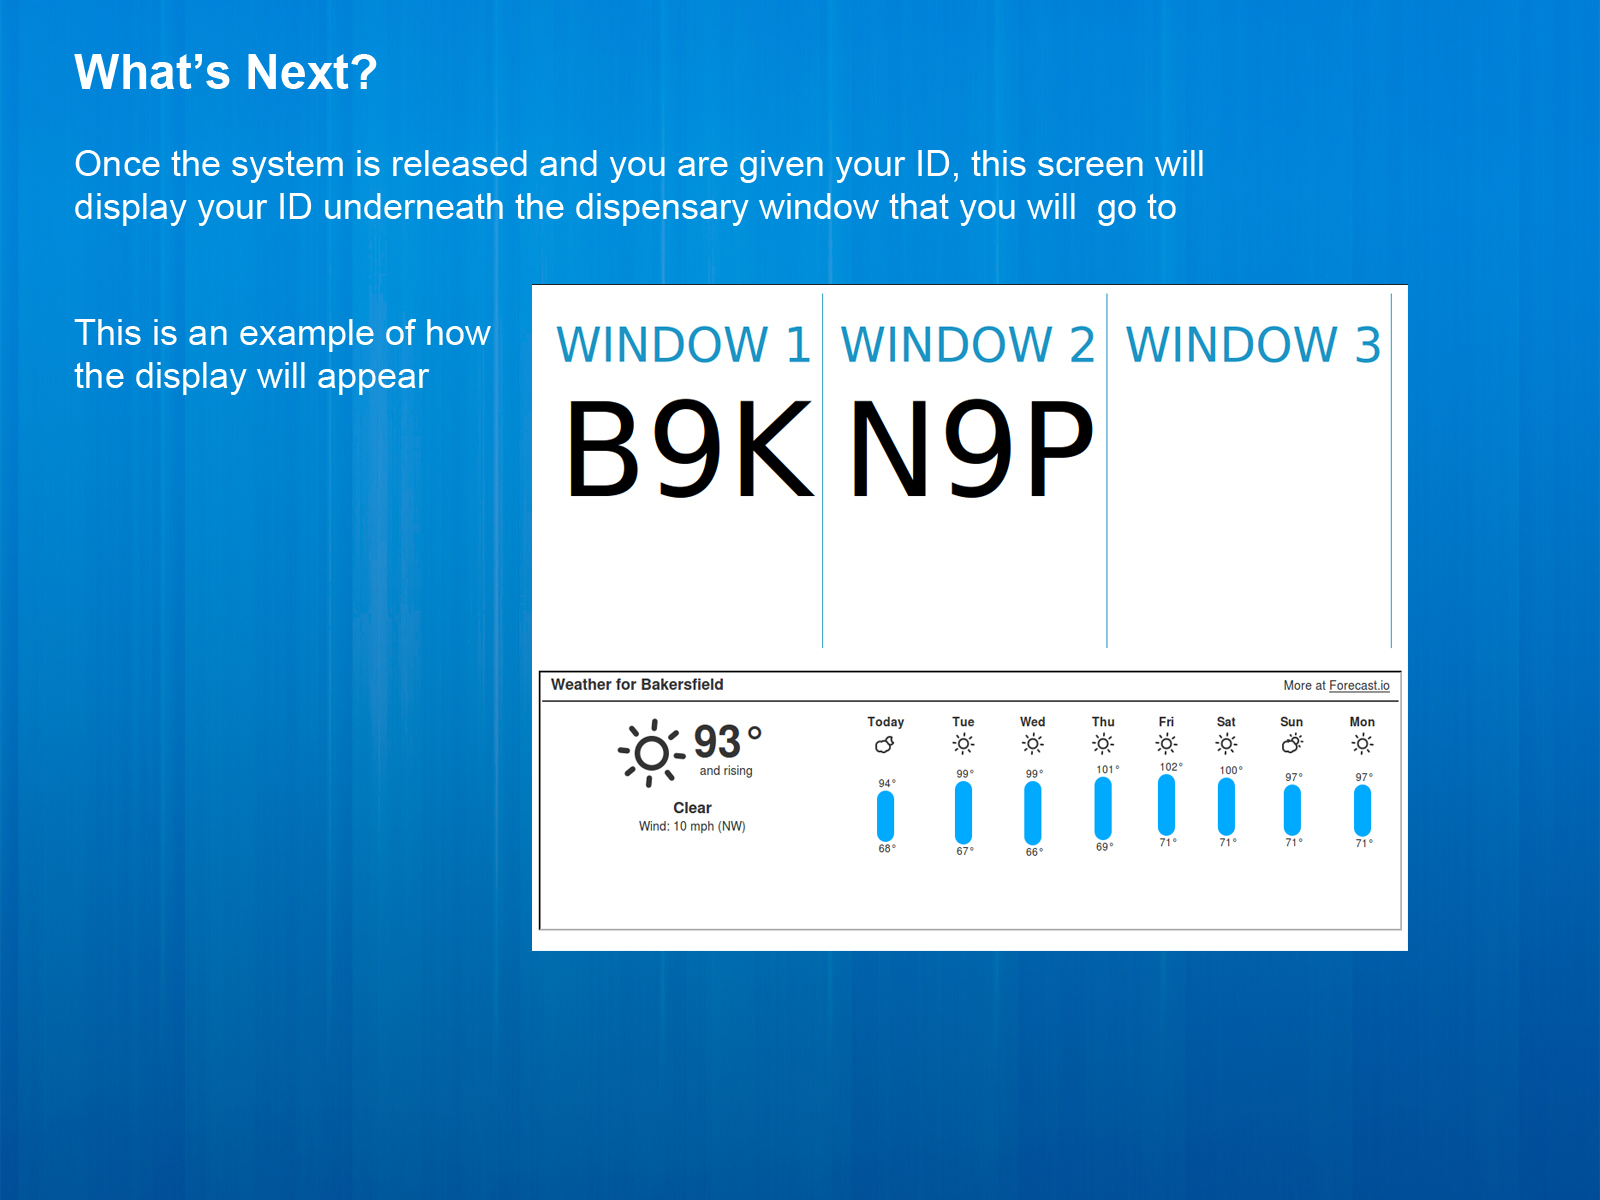 What’s Next?
Once the system is released and you are given your ID, this screen will
display your ID underneath the dispensary window that you will  go to
This is an example of how
the display will appear
WINDOW 1 WINDOW 2 WINDOW 3
B9K N9P
Weather for Bakersfield More at Forecast.io
93°
and rising
Clear
Wind: 10 mph (NW)
Today Tue Wed Thu Fri Sat Sun Mon
94° 99° 99° 101° 102° 100° 97° 97°
68° 67° 66° 69° 71° 71° 71° 71°